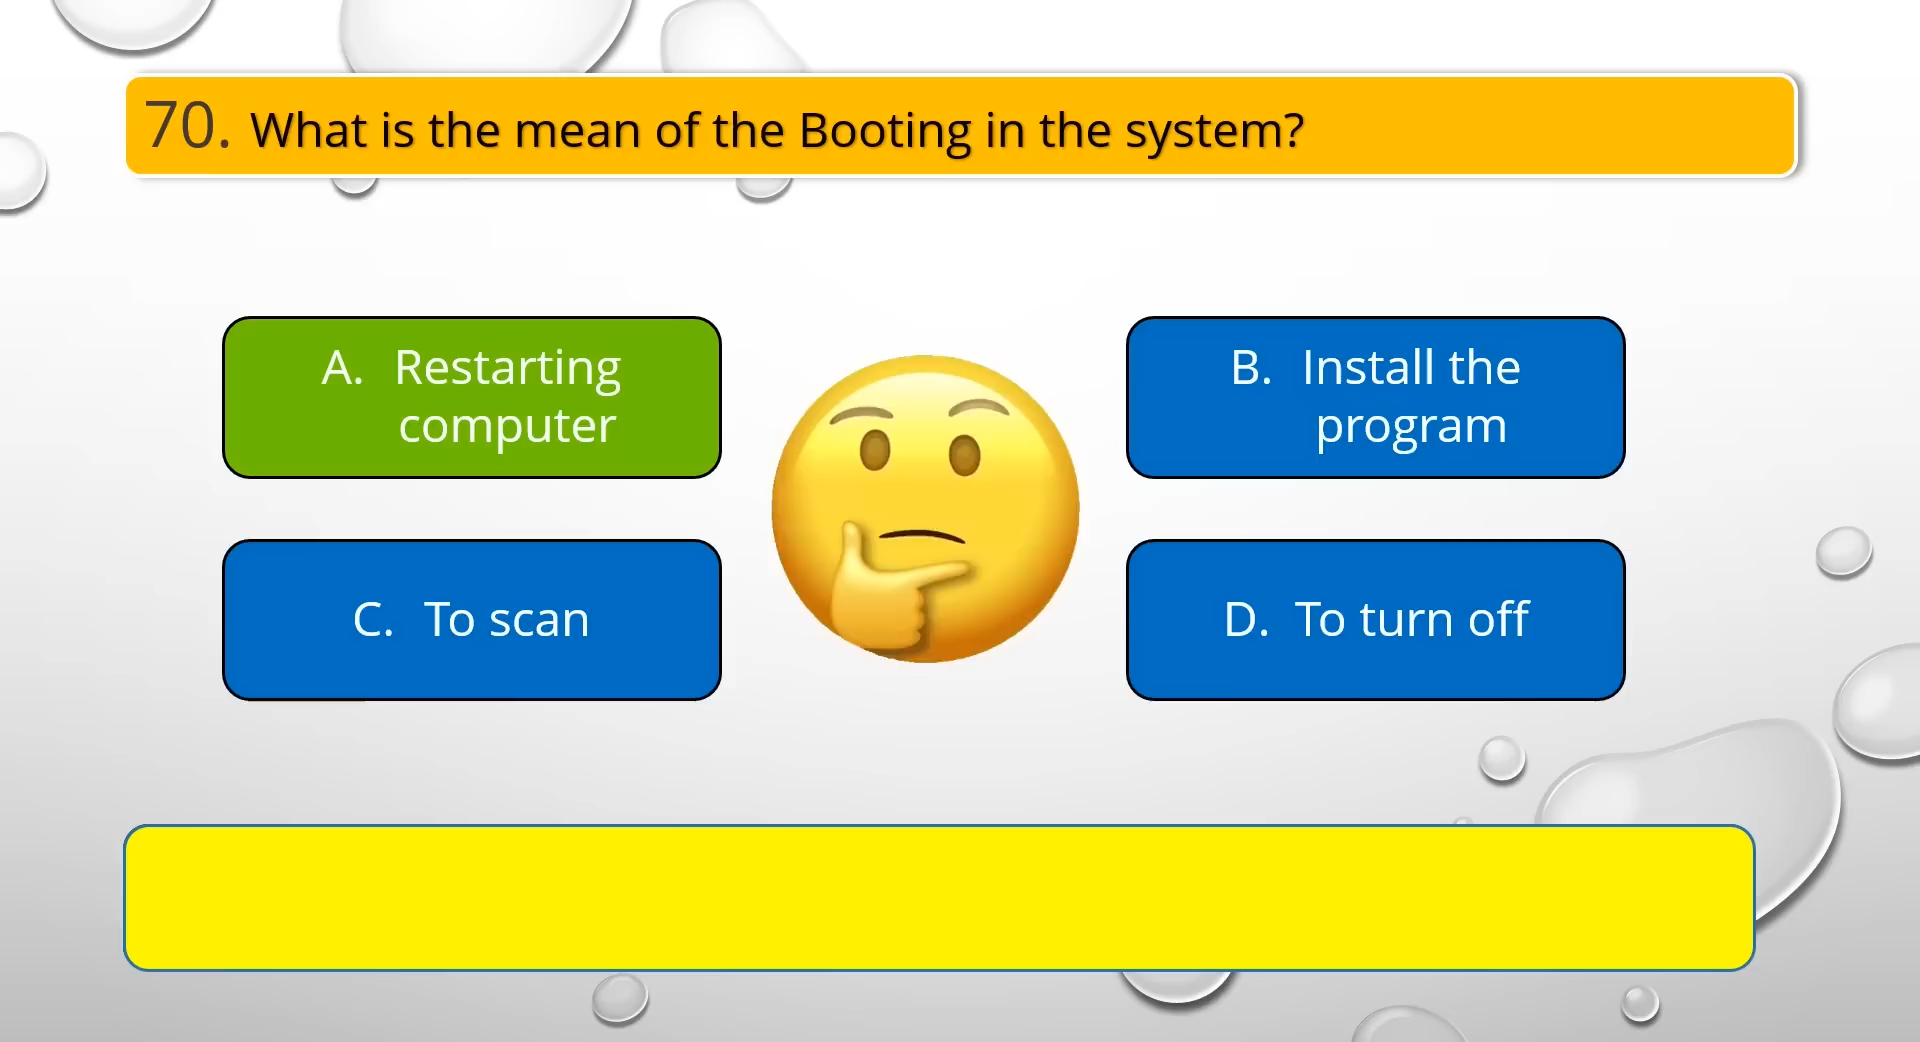 70. What is the mean of the Booting in the system?
A. Restarting
computer
B. Install the
program
C. To scan
D. To turn off